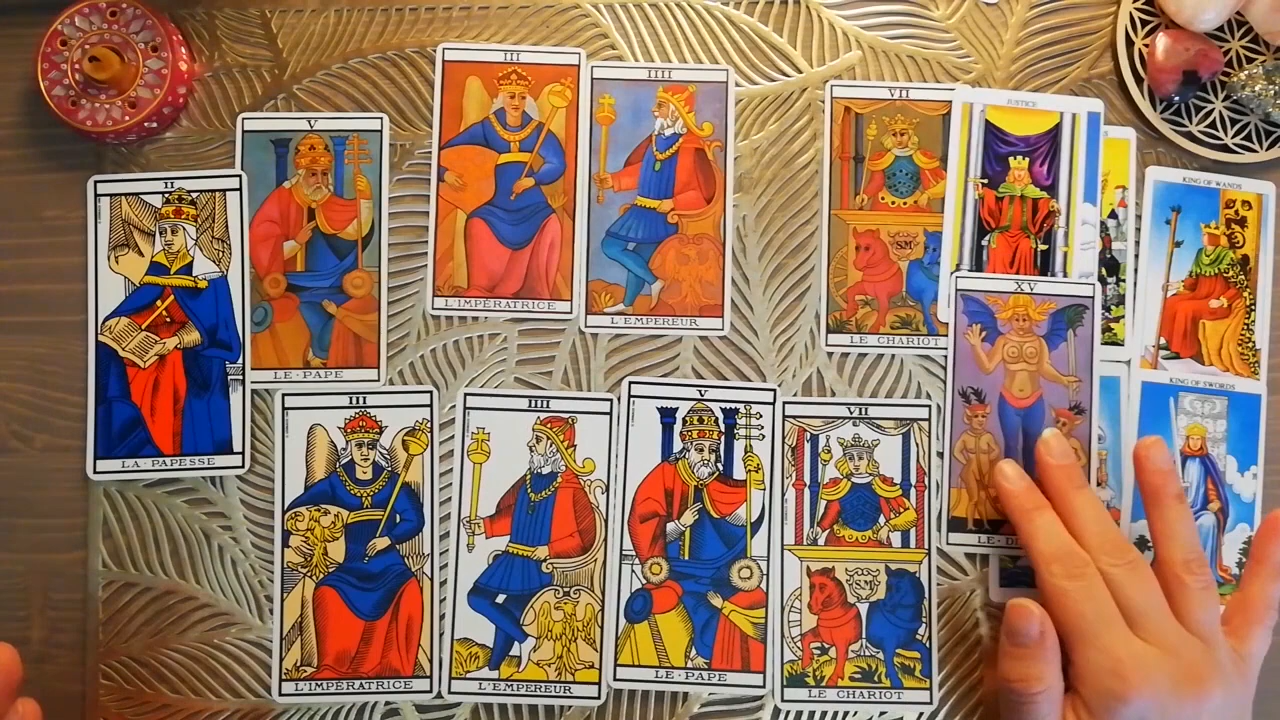 II
LA·PAPESSE
V
LE·PAPE
III
L'IMPÉRATRICE
IIII
L'EMPEREUR
VII
S M
LE CHARIOT
JUSTICE
KING OF WANDS
XV
KING OF SWORDS
III
L'IMPÉRATRICE
IIII
L'EMPEREUR
V
LE·PAPE
VII
S M
LE CHARIOT